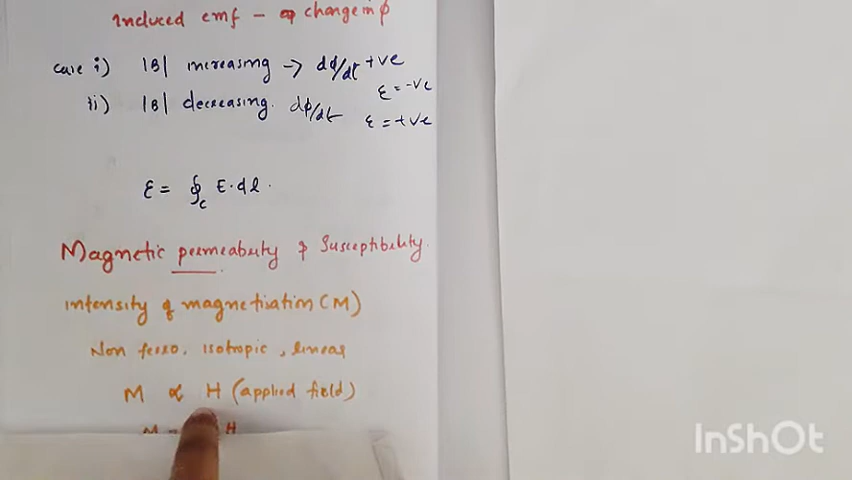 Induced emf - change in ϕ
case i) |B| increasing → dϕ/dt +ve
ε = -ve
ii) |B| decreasing. dϕ/dt
ε = +ve
ε = ∮c E·dl.
Magnetic permeability & Susceptibility.
intensity of magnetisation (M)
Non ferro, isotropic, linear
M ∝ H (applied field)
M H
InShOt